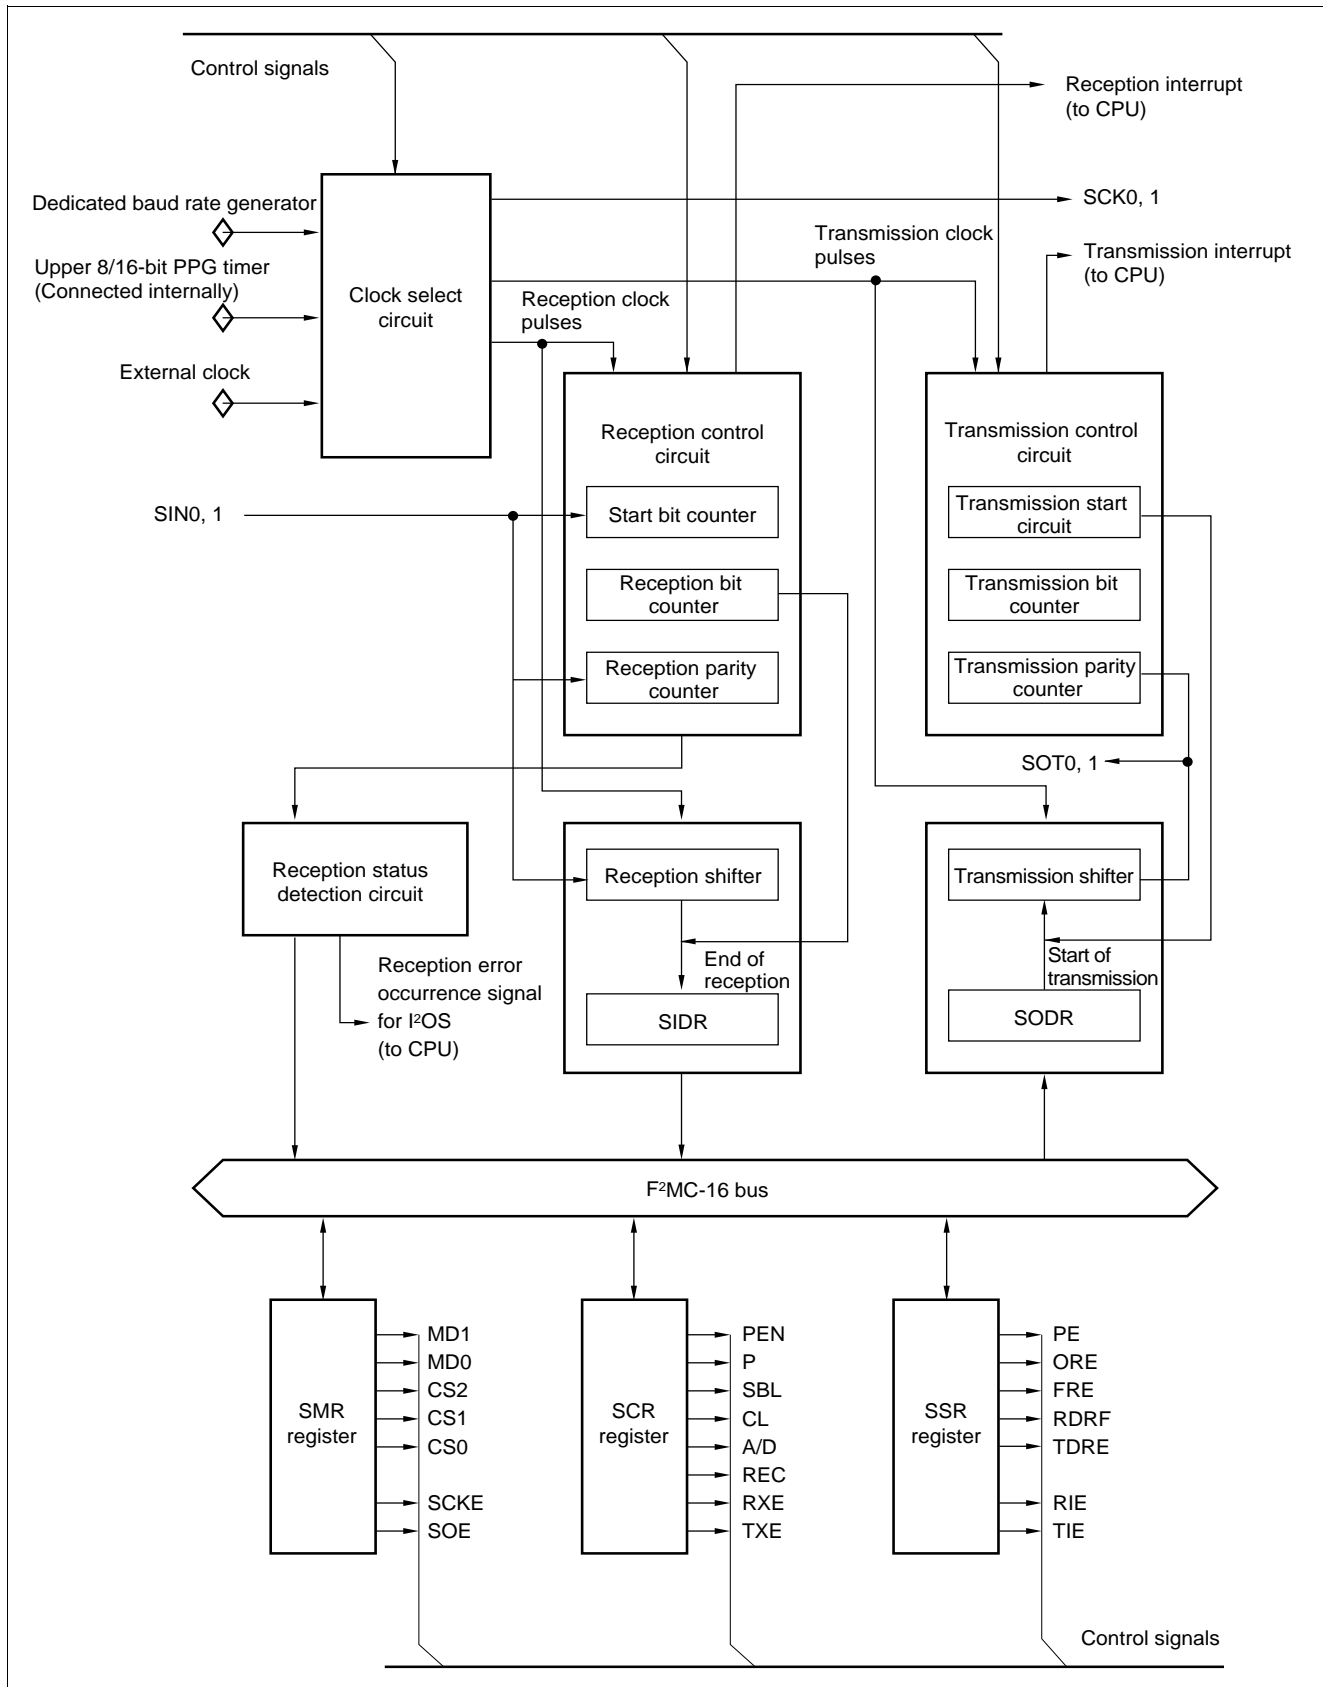 Control signals
Reception interrupt
(to CPU)
Dedicated baud rate generator
SCK0, 1
Transmission clock
pulses
Transmission interrupt
(to CPU)
Upper 8/16-bit PPG timer
(Connected internally)
Clock select
circuit
Reception clock
pulses
External clock
Reception control
circuit
Transmission control
circuit
SIN0, 1
Start bit counter
Transmission start
circuit
Reception bit
counter
Transmission bit
counter
Reception parity
counter
Transmission parity
counter
SOT0, 1
Reception status
detection circuit
Reception shifter
Transmission shifter
End of
reception
Start of
transmission
Reception error
occurrence signal
for I²OS
(to CPU)
SIDR
SODR
F²MC-16 bus
SMR
register
MD1
MD0
CS2
CS1
CS0
SCKE
SOE
SCR
register
PEN
P
SBL
CL
A/D
REC
RXE
TXE
SSR
register
PE
ORE
FRE
RDRF
TDRE
RIE
TIE
Control signals